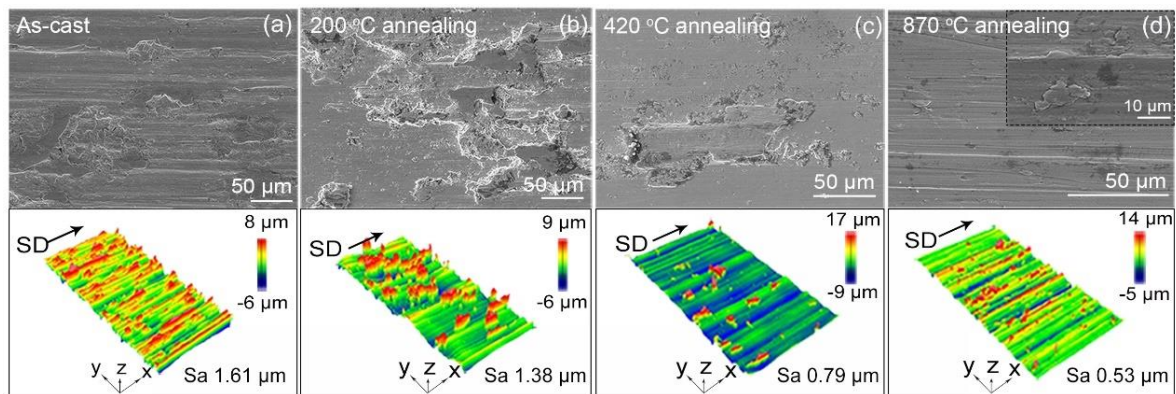 As-cast (a)
50 µm
200 °C annealing (b)
50 µm
420 °C annealing (c)
50 µm
870 °C annealing (d)
10 µm
50 µm
SD
8 µm
-6 µm
y z x
Sa 1.61 µm
SD
9 µm
-6 µm
y z x
Sa 1.38 µm
SD
17 µm
-9 µm
y z x
Sa 0.79 µm
SD
14 µm
-5 µm
y z x
Sa 0.53 µm